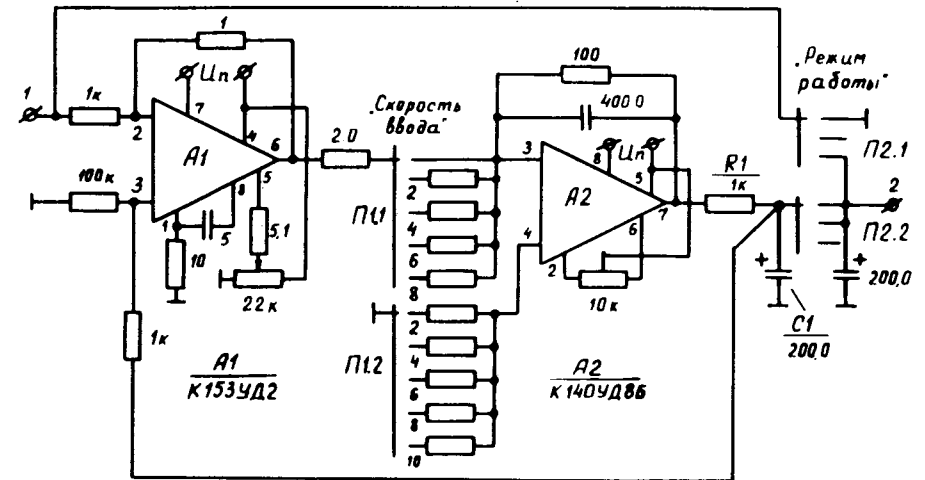 1
„Режим
работы"
1
1к
2
Uп
7
4
6
A1
100к
3
8
5
1
5
5,1
10
22к
1к
A1
К153УД2
2.0
„Скорость
ввода"
П1.1
2
4
6
8
П1.2
2
4
6
8
10
100
400.0
3
8
Uп
5
A2
7
6
4
2
10к
A2
К140УД8Б
R1
1к
П2.1
2
П2.2
+
+
200,0
C1
200,0